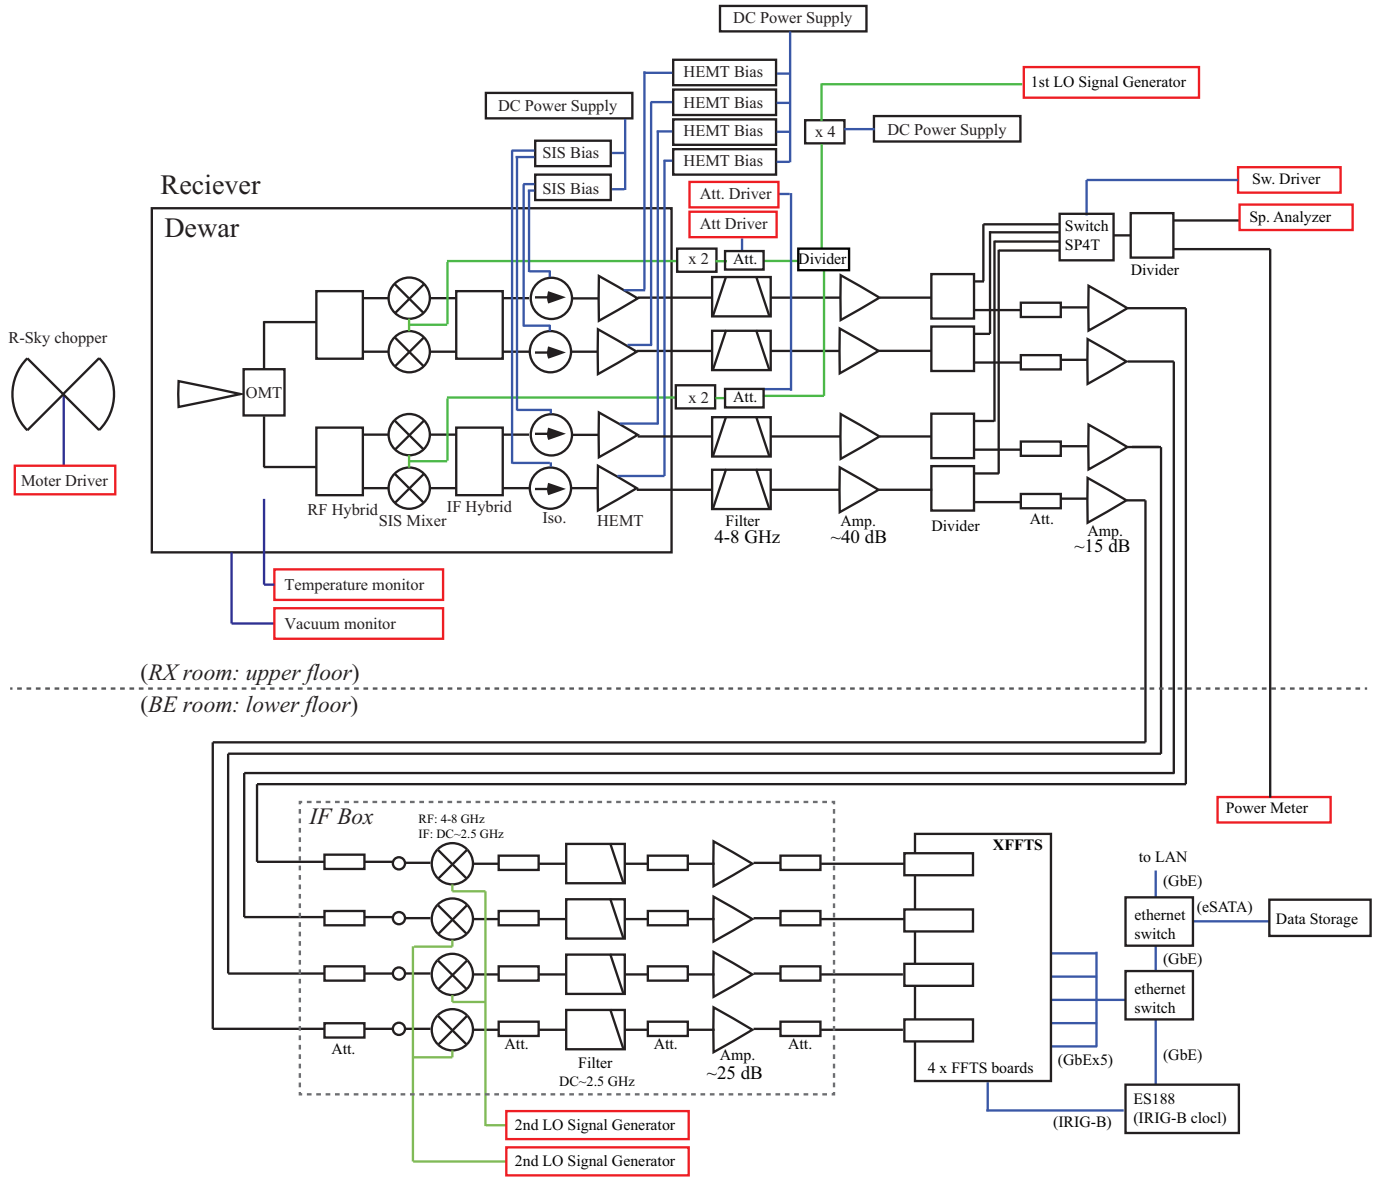 DC Power Supply
HEMT Bias
1st LO Signal Generator
DC Power Supply
HEMT Bias
x 4
DC Power Supply
HEMT Bias
SIS Bias
HEMT Bias
SIS Bias
Reciever
Att. Driver
Sw. Driver
Dewar
Att Driver
Switch
SP4T
Sp. Analyzer
x 2
Att.
Divider
Divider
R-Sky chopper
OMT
x 2
Att.
Moter Driver
RF Hybrid
SIS Mixer
IF Hybrid
Iso.
HEMT
Filter
4-8 GHz
Amp.
~40 dB
Divider
Att.
Amp.
~15 dB
Temperature monitor
Vacuum monitor
(RX room: upper floor)
(BE room: lower floor)
IF Box
RF: 4-8 GHz
IF: DC~2.5 GHz
Power Meter
XFFTS
to LAN
(GbE)
ethernet
switch
(eSATA)
Data Storage
(GbE)
ethernet
switch
Att.
Att.
Filter
DC~2.5 GHz
Att.
Amp.
~25 dB
Att.
4 x FFTS boards
(GbEx5)
(GbE)
ES188
(IRIG-B clocl)
(IRIG-B)
2nd LO Signal Generator
2nd LO Signal Generator